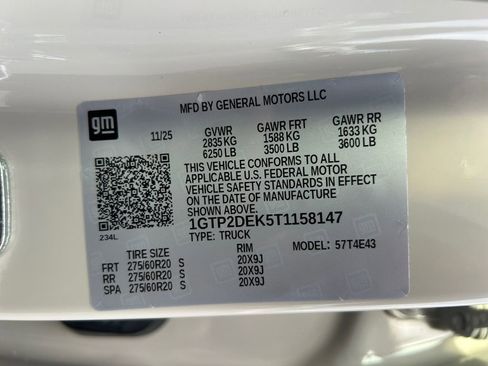 MFD BY GENERAL MOTORS LLC
gm
11/25 GVWR GAWR FRT GAWR RR
2835 KG 1588 KG 1633 KG
6250 LB 3500 LB 3600 LB
THIS VEHICLE CONFORMS TO ALL
APPLICABLE U.S. FEDERAL MOTOR
VEHICLE SAFETY STANDARDS IN EFFECT
ON THE DATE OF MANUFACTURE
SHOWN ABOVE.
1GTP2DEK5T1158147
234L TYPE: TRUCK MODEL: 57T4E43
TIRE SIZE RIM
FRT 275/60R20 S 20X9J
RR 275/60R20 S 20X9J
SPA 275/60R20 S 20X9J